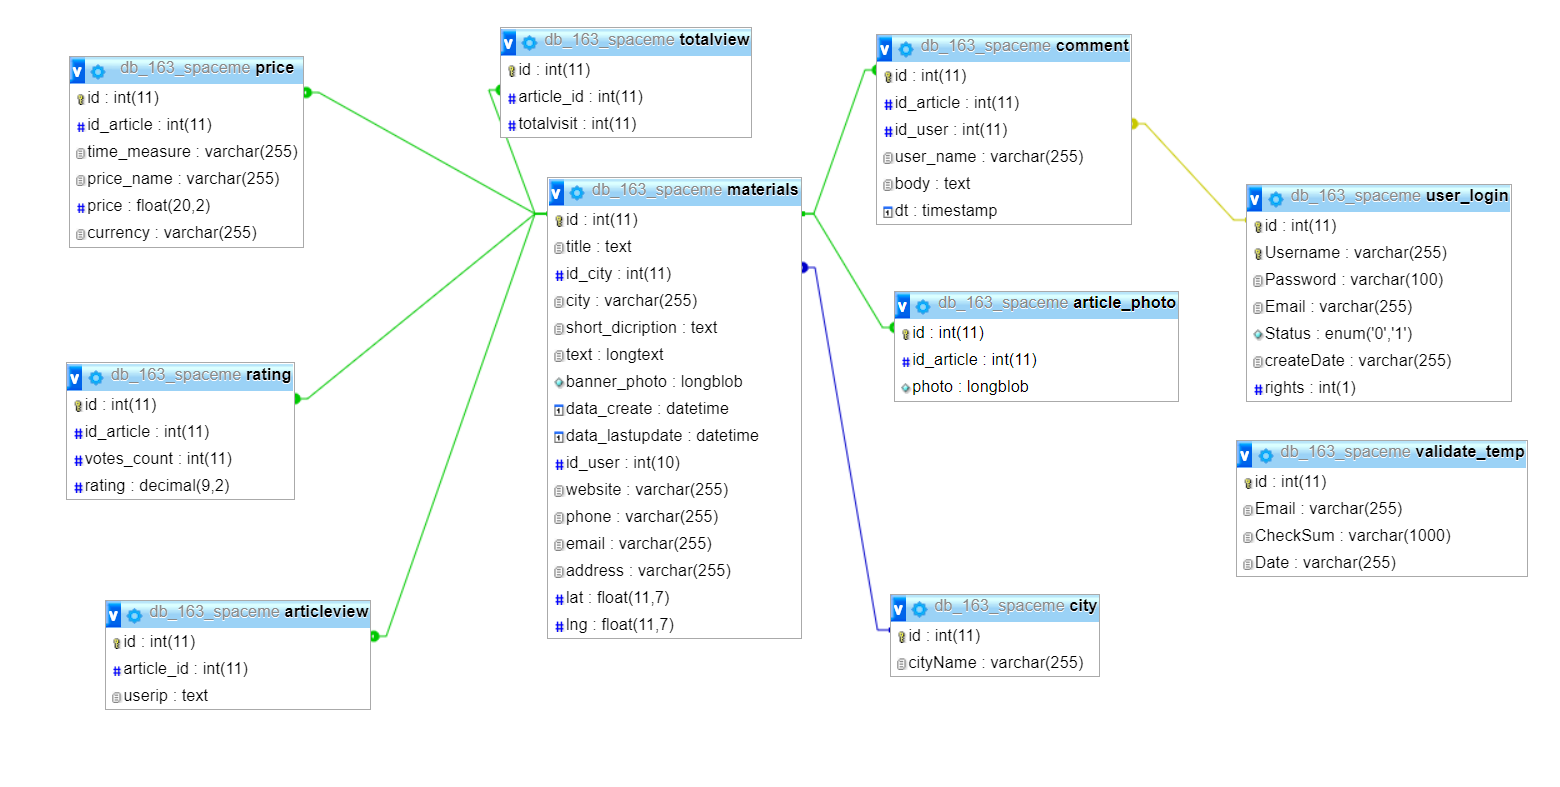 db_163_spaceme price
id : int(11)
id_article : int(11)
time_measure : varchar(255)
price_name : varchar(255)
price : float(20,2)
currency : varchar(255)
db_163_spaceme totalview
id : int(11)
article_id : int(11)
totalvisit : int(11)
db_163_spaceme comment
id : int(11)
id_article : int(11)
id_user : int(11)
user_name : varchar(255)
body : text
dt : timestamp
db_163_spaceme materials
id : int(11)
title : text
id_city : int(11)
city : varchar(255)
short_dicription : text
text : longtext
banner_photo : longblob
data_create : datetime
data_lastupdate : datetime
id_user : int(10)
website : varchar(255)
phone : varchar(255)
email : varchar(255)
address : varchar(255)
lat : float(11,7)
lng : float(11,7)
db_163_spaceme user_login
id : int(11)
Username : varchar(255)
Password : varchar(100)
Email : varchar(255)
Status : enum('0','1')
createDate : varchar(255)
rights : int(1)
db_163_spaceme article_photo
id : int(11)
id_article : int(11)
photo : longblob
db_163_spaceme rating
id : int(11)
id_article : int(11)
votes_count : int(11)
rating : decimal(9,2)
db_163_spaceme validate_temp
id : int(11)
Email : varchar(255)
CheckSum : varchar(1000)
Date : varchar(255)
db_163_spaceme articleview
id : int(11)
article_id : int(11)
userip : text
db_163_spaceme city
id : int(11)
cityName : varchar(255)